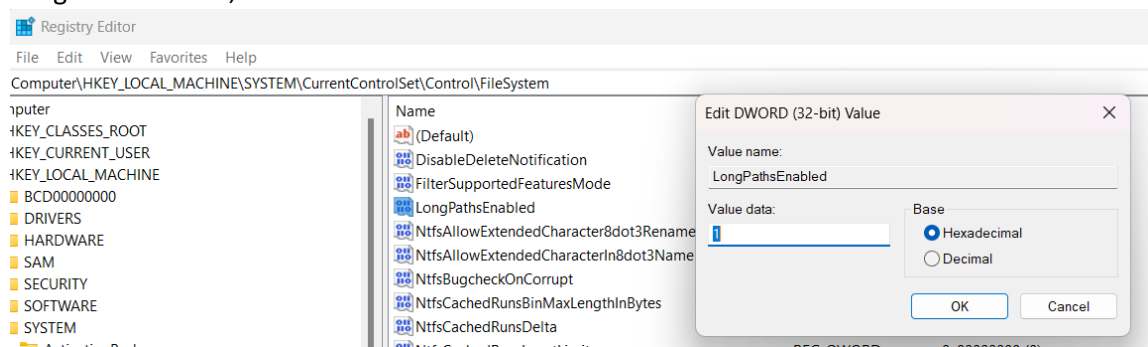 Registry Editor
File Edit View Favorites Help
Computer\HKEY_LOCAL_MACHINE\SYSTEM\CurrentControlSet\Control\FileSystem
HKEY_CLASSES_ROOT
HKEY_CURRENT_USER
HKEY_LOCAL_MACHINE
BCD00000000
DRIVERS
HARDWARE
SAM
SECURITY
SOFTWARE
SYSTEM
Name
(Default)
DisableDeleteNotification
FilterSupportedFeaturesMode
LongPathsEnabled
NtfsAllowExtendedCharacter8dot3Rename
NtfsAllowExtendedCharacterIn8dot3Name
NtfsBugcheckOnCorrupt
NtfsCachedRunsBinMaxLengthInBytes
NtfsCachedRunsDelta
Edit DWORD (32-bit) Value
Value name:
LongPathsEnabled
Value data:
1
Base
Hexadecimal
Decimal
OK Cancel